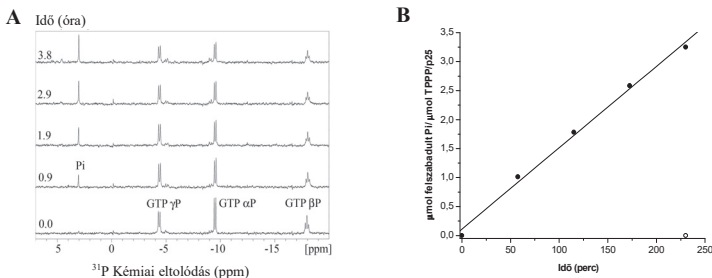 A
Idő (óra)
3.8
2.9
1.9
Pi
0.9
GTP γP GTP αP GTP βP
0.0
5 0 -5 -10 -15 [ppm]
³¹P Kémiai eltolódás (ppm)
B
µmol felszabadult Pi/ µmol TPPP/p25
3,5
3,0
2,5
2,0
1,5
1,0
0,5
0,0
0 50 100 150 200 250
Idő (perc)